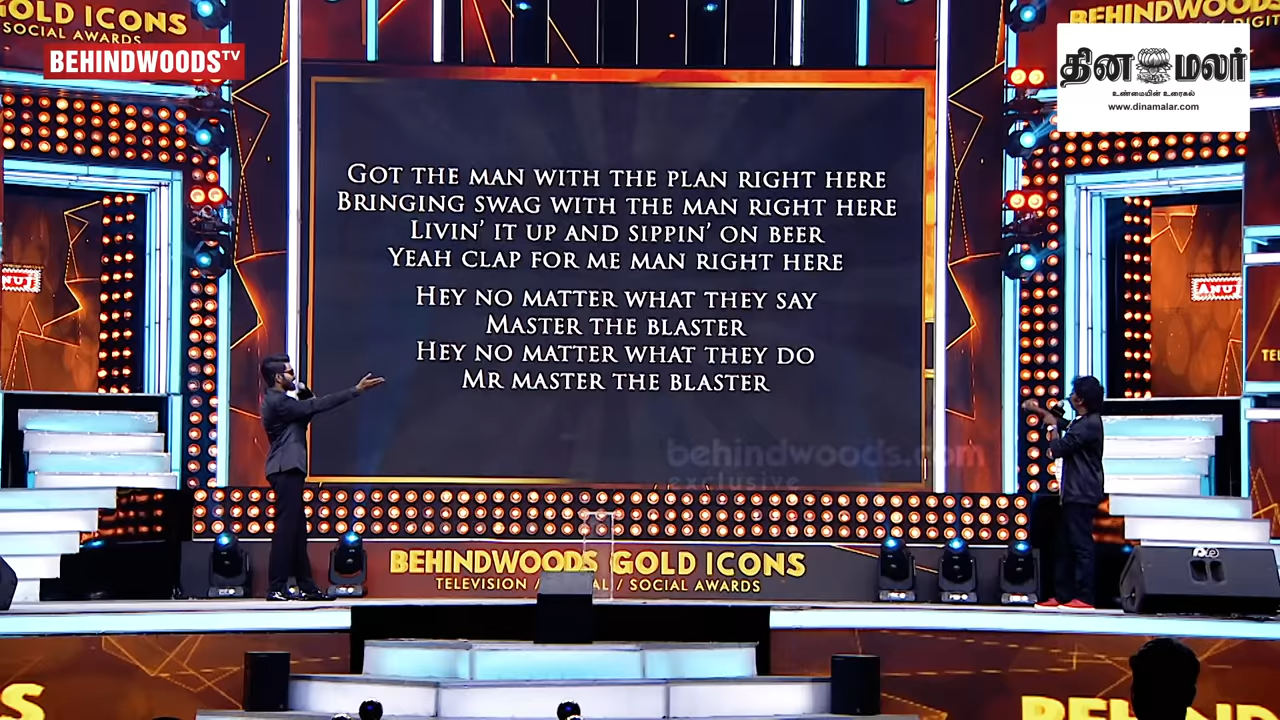 GOLD ICONS
SOCIAL AWARDS
BEHINDWOODS TV
BEHINDWOODS
தினமலர்
உண்மையின் உரைகல்
www.dinamalar.com
GOT THE MAN WITH THE PLAN RIGHT HERE
BRINGING SWAG WITH THE MAN RIGHT HERE
LIVIN' IT UP AND SIPPIN' ON BEER
YEAH CLAP FOR ME MAN RIGHT HERE
HEY NO MATTER WHAT THEY SAY
MASTER THE BLASTER
HEY NO MATTER WHAT THEY DO
MR MASTER THE BLASTER
ANUJ
behindwoods.com
exclusive
BEHINDWOODS GOLD ICONS
TELEVISION / / SOCIAL AWARDS